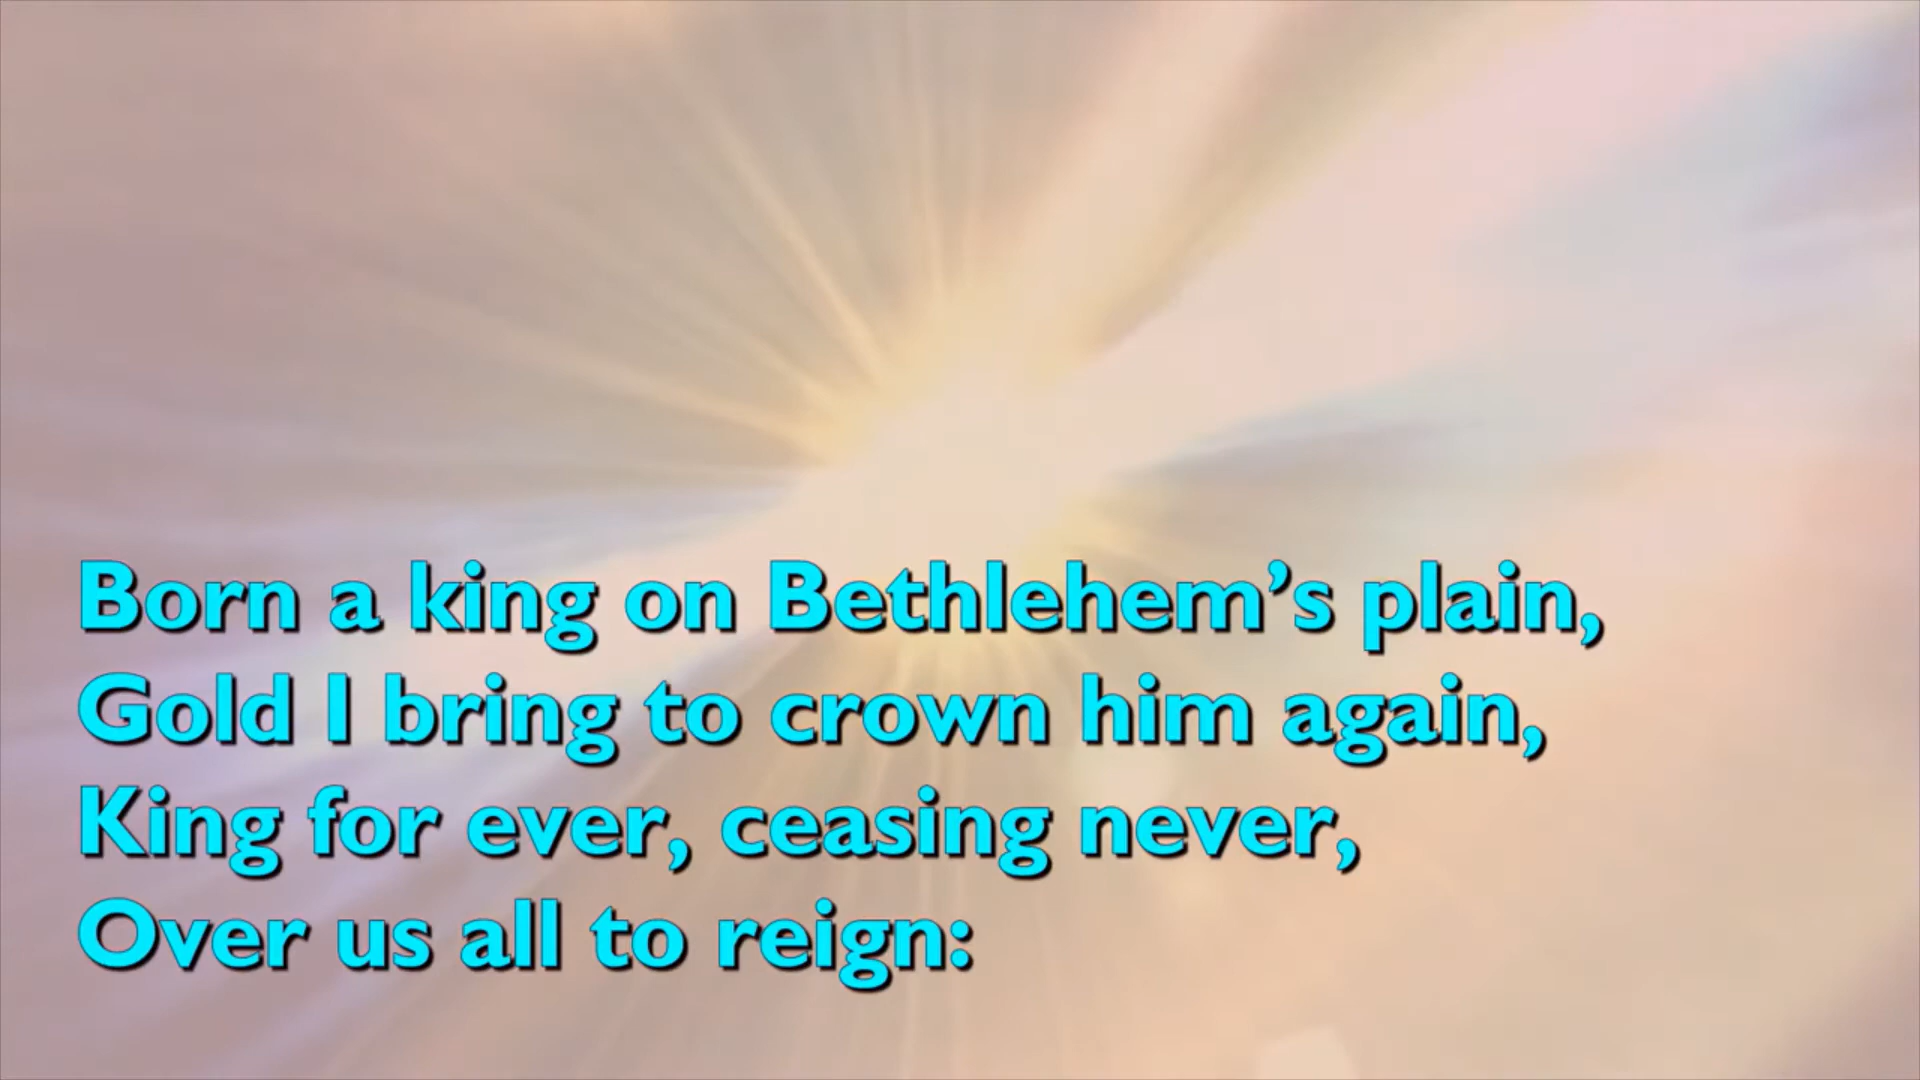 Born a king on Bethlehem’s plain,
Gold I bring to crown him again,
King for ever, ceasing never,
Over us all to reign: